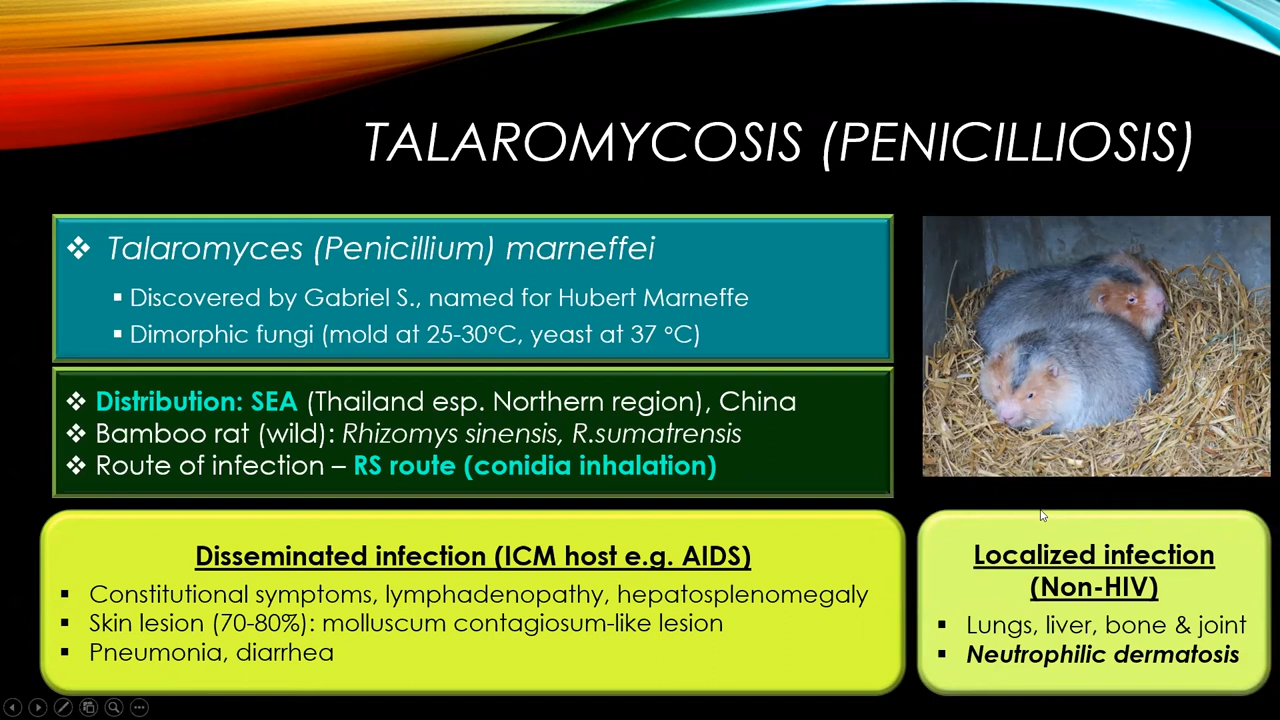 TALAROMYCOSIS (PENICILLIOSIS)
❖ Talaromyces (Penicillium) marneffei
▪ Discovered by Gabriel S., named for Hubert Marneffe
▪ Dimorphic fungi (mold at 25-30°C, yeast at 37 °C)
❖ Distribution: SEA (Thailand esp. Northern region), China
❖ Bamboo rat (wild): Rhizomys sinensis, R.sumatrensis
❖ Route of infection – RS route (conidia inhalation)
Disseminated infection (ICM host e.g. AIDS)
▪ Constitutional symptoms, lymphadenopathy, hepatosplenomegaly
▪ Skin lesion (70-80%): molluscum contagiosum-like lesion
▪ Pneumonia, diarrhea
Localized infection
(Non-HIV)
▪ Lungs, liver, bone & joint
▪ Neutrophilic dermatosis